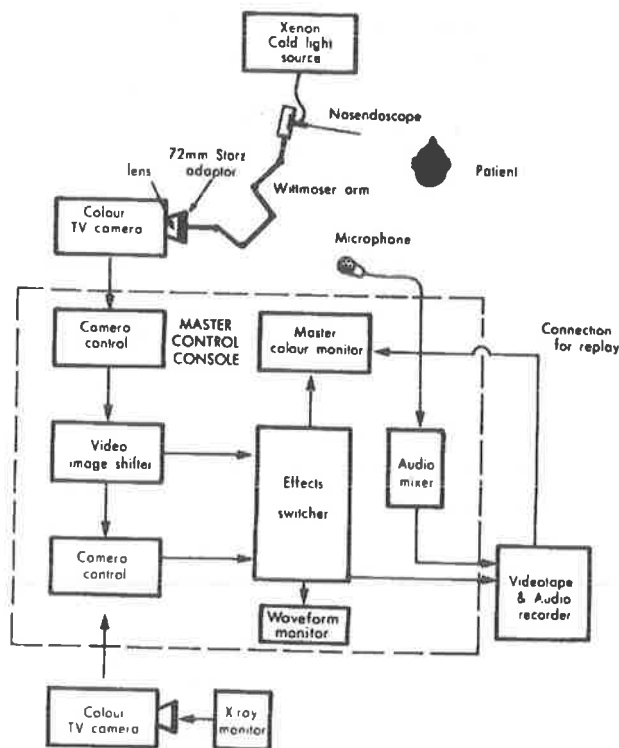 Xenon
Cold light
source
Nasendoscope
72mm Storz
adaptor
lens
Wittmoser arm
Patient
Colour
TV camera
Microphone
Camera
control
MASTER
CONTROL
CONSOLE
Master
colour monitor
Connection
for replay
Video
image shifter
Effects
switcher
Audio
mixer
Camera
control
Videotape
& Audio
recorder
Waveform
monitor
Colour
TV camera
X ray
monitor